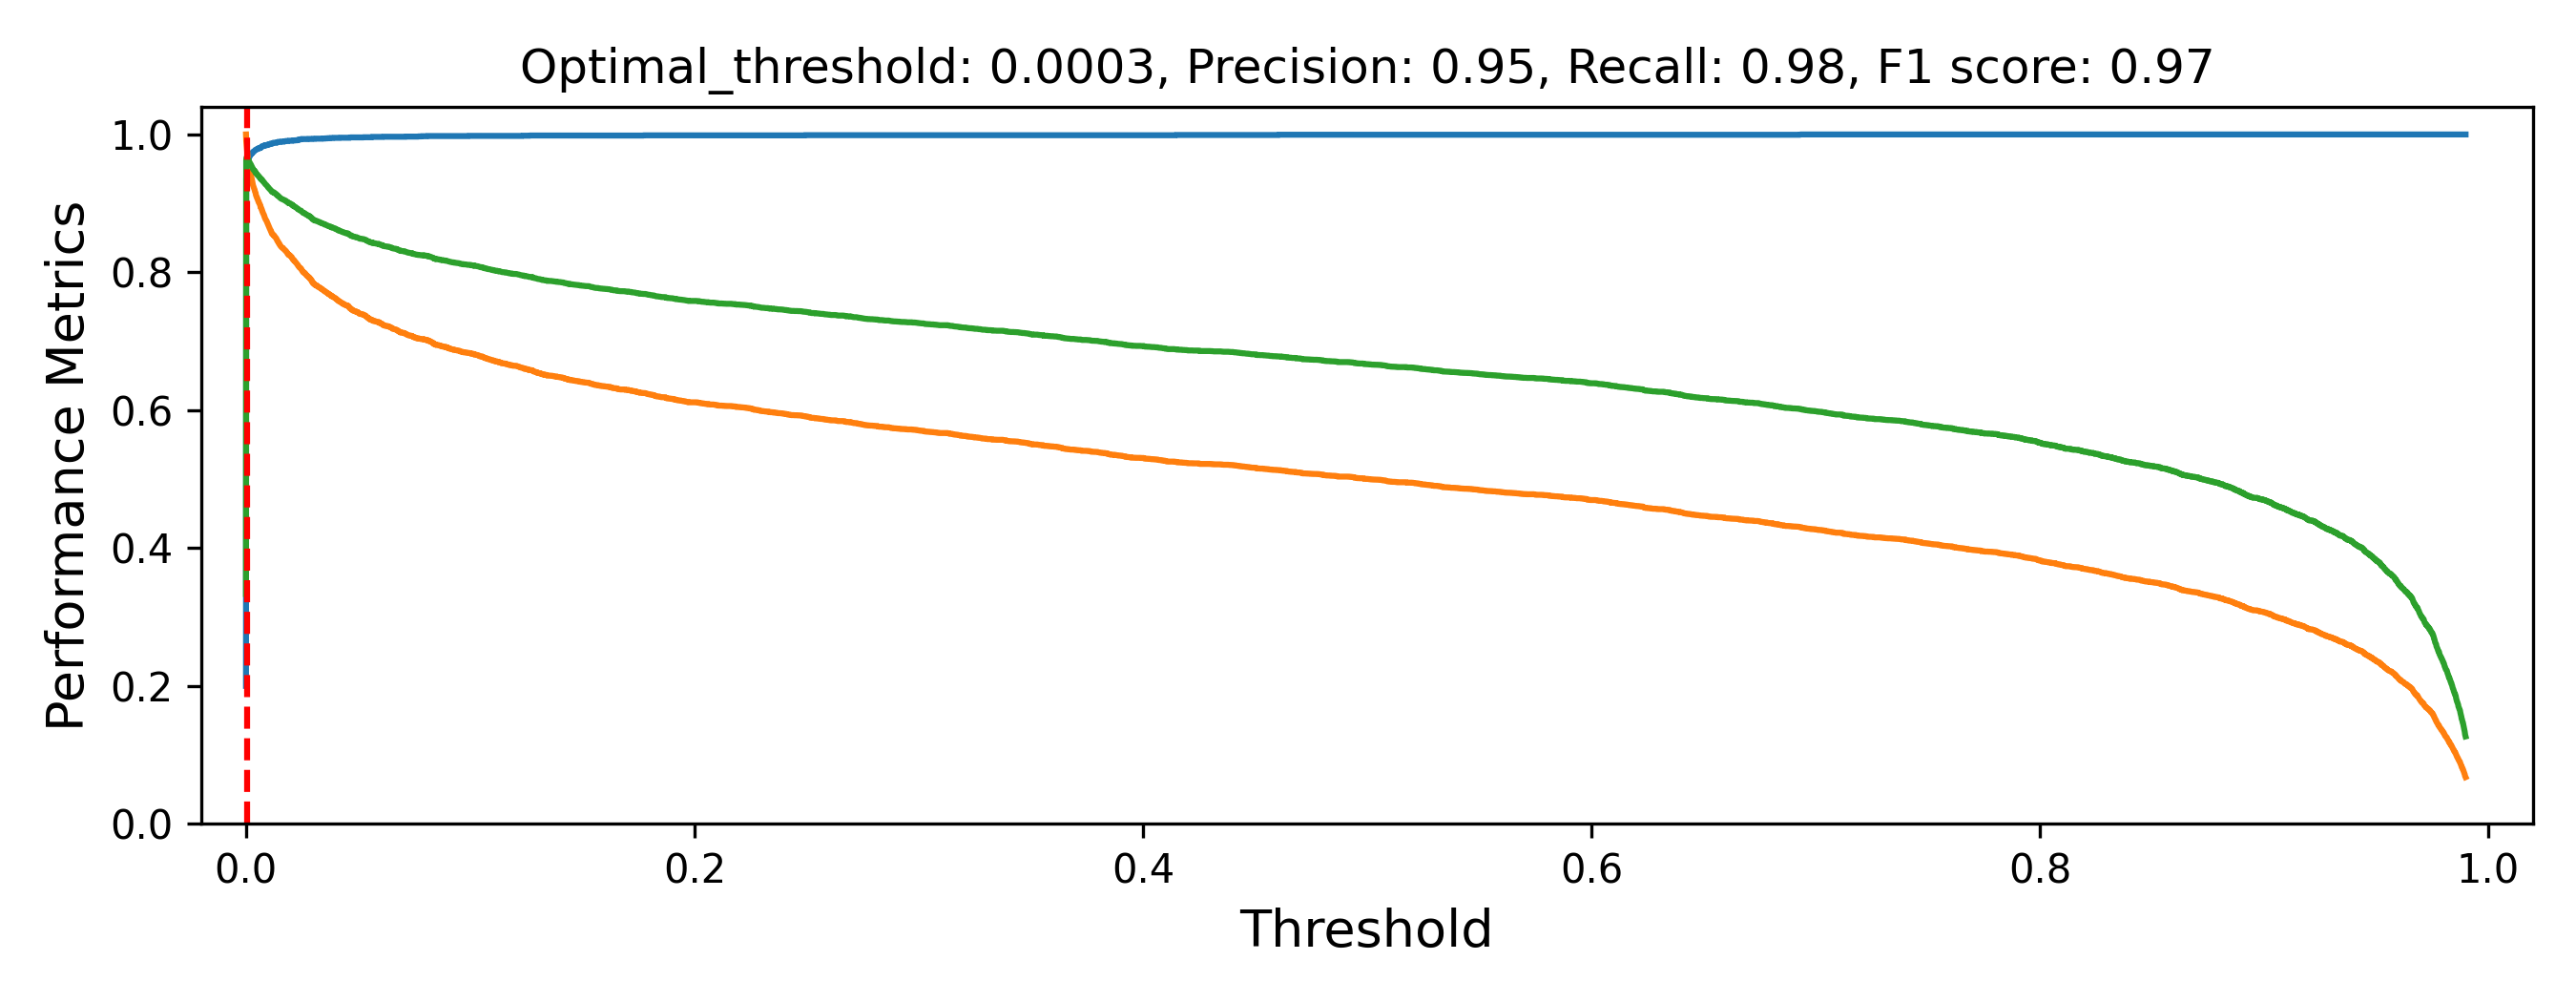 Optimal_threshold: 0.0003, Precision: 0.95, Recall: 0.98, F1 score: 0.97
Performance Metrics
1.0
0.8
0.6
0.4
0.2
0.0
0.0 0.2 0.4 0.6 0.8 1.0
Threshold